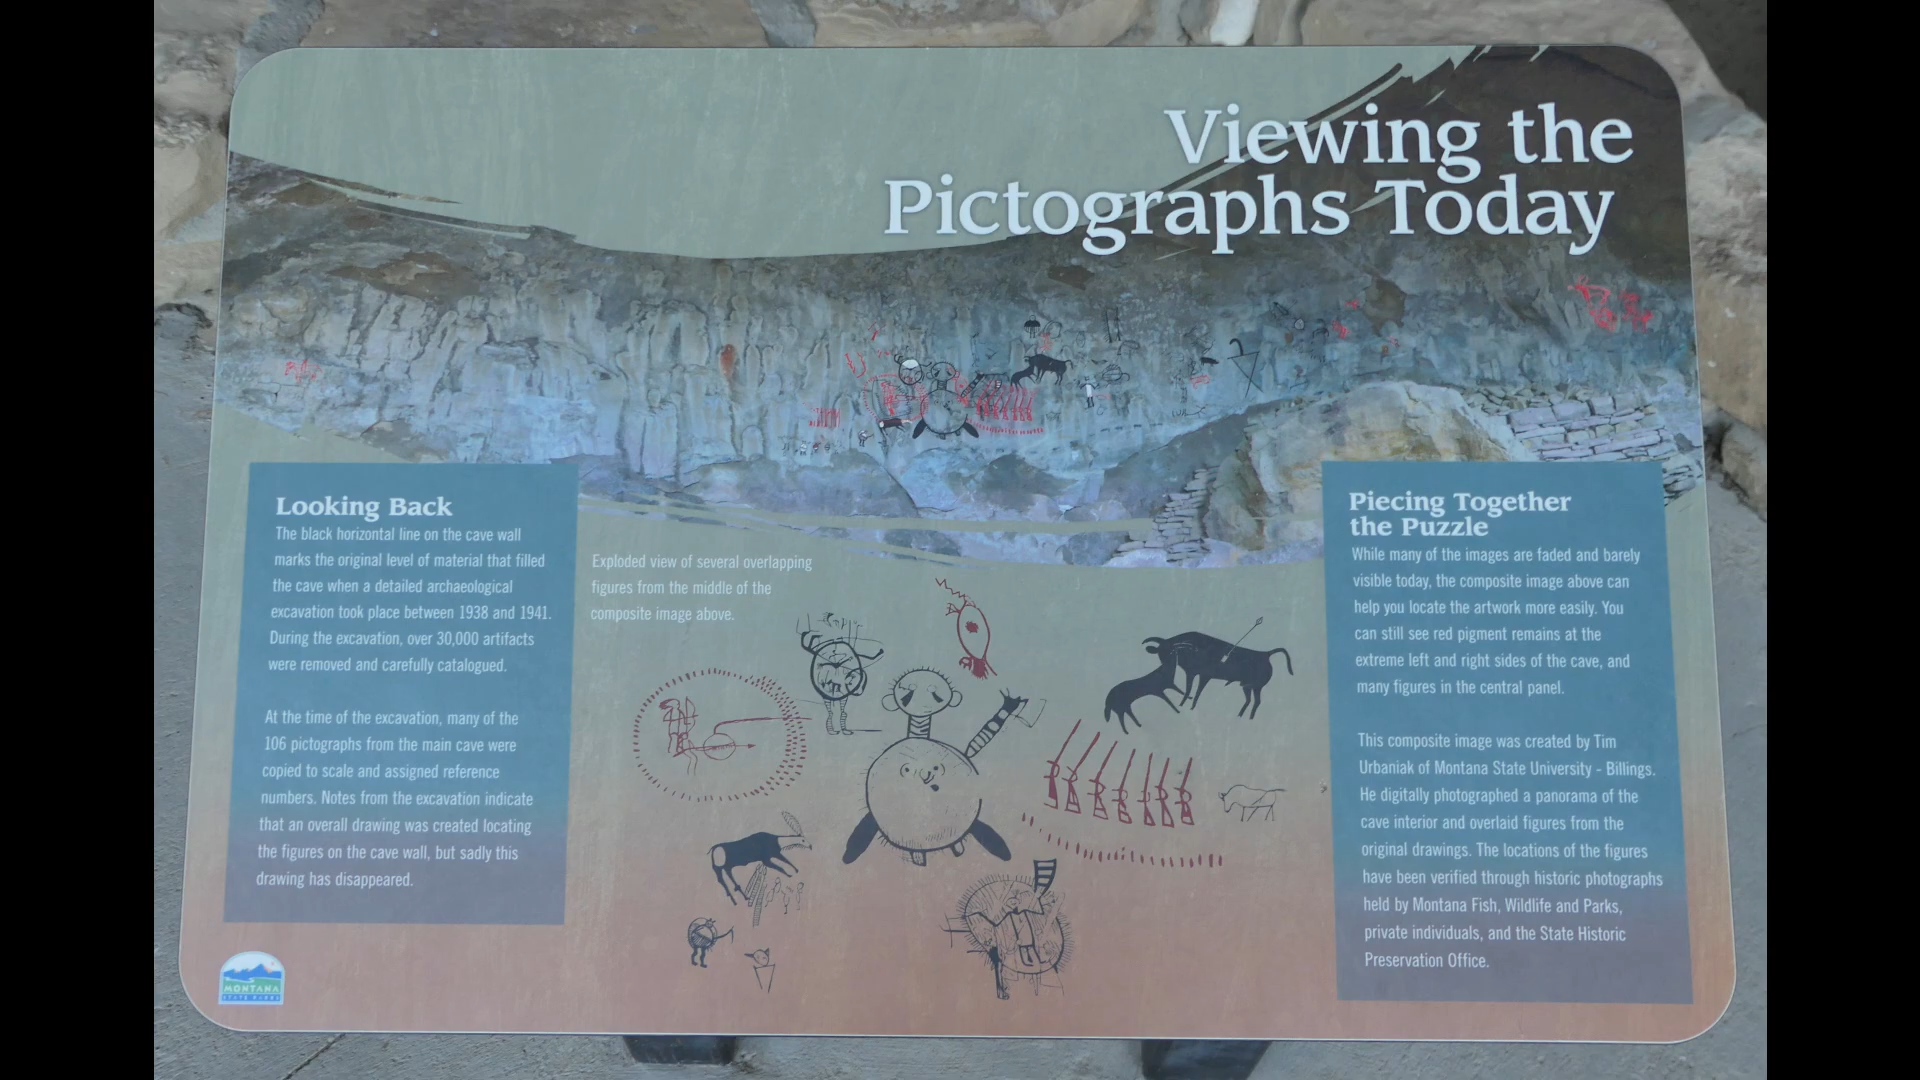 Viewing the
Pictographs Today
Looking Back
The black horizontal line on the cave wall
marks the original level of material that filled
the cave when a detailed archaeological
excavation took place between 1938 and 1941.
During the excavation, over 30,000 artifacts
were removed and carefully catalogued.
At the time of the excavation, many of the
106 pictographs from the main cave were
copied to scale and assigned reference
numbers. Notes from the excavation indicate
that an overall drawing was created locating
the figures on the cave wall, but sadly this
drawing has disappeared.
Exploded view of several overlapping
figures from the middle of the
composite image above.
Piecing Together
the Puzzle
While many of the images are faded and barely
visible today, the composite image above can
help you locate the artwork more easily. You
can still see red pigment remains at the
extreme left and right sides of the cave, and
many figures in the central panel.
This composite image was created by Tim
Urbaniak of Montana State University - Billings.
He digitally photographed a panorama of the
cave interior and overlaid figures from the
original drawings. The locations of the figures
have been verified through historic photographs
held by Montana Fish, Wildlife and Parks,
private individuals, and the State Historic
Preservation Office.
MONTANA
STATE PARKS